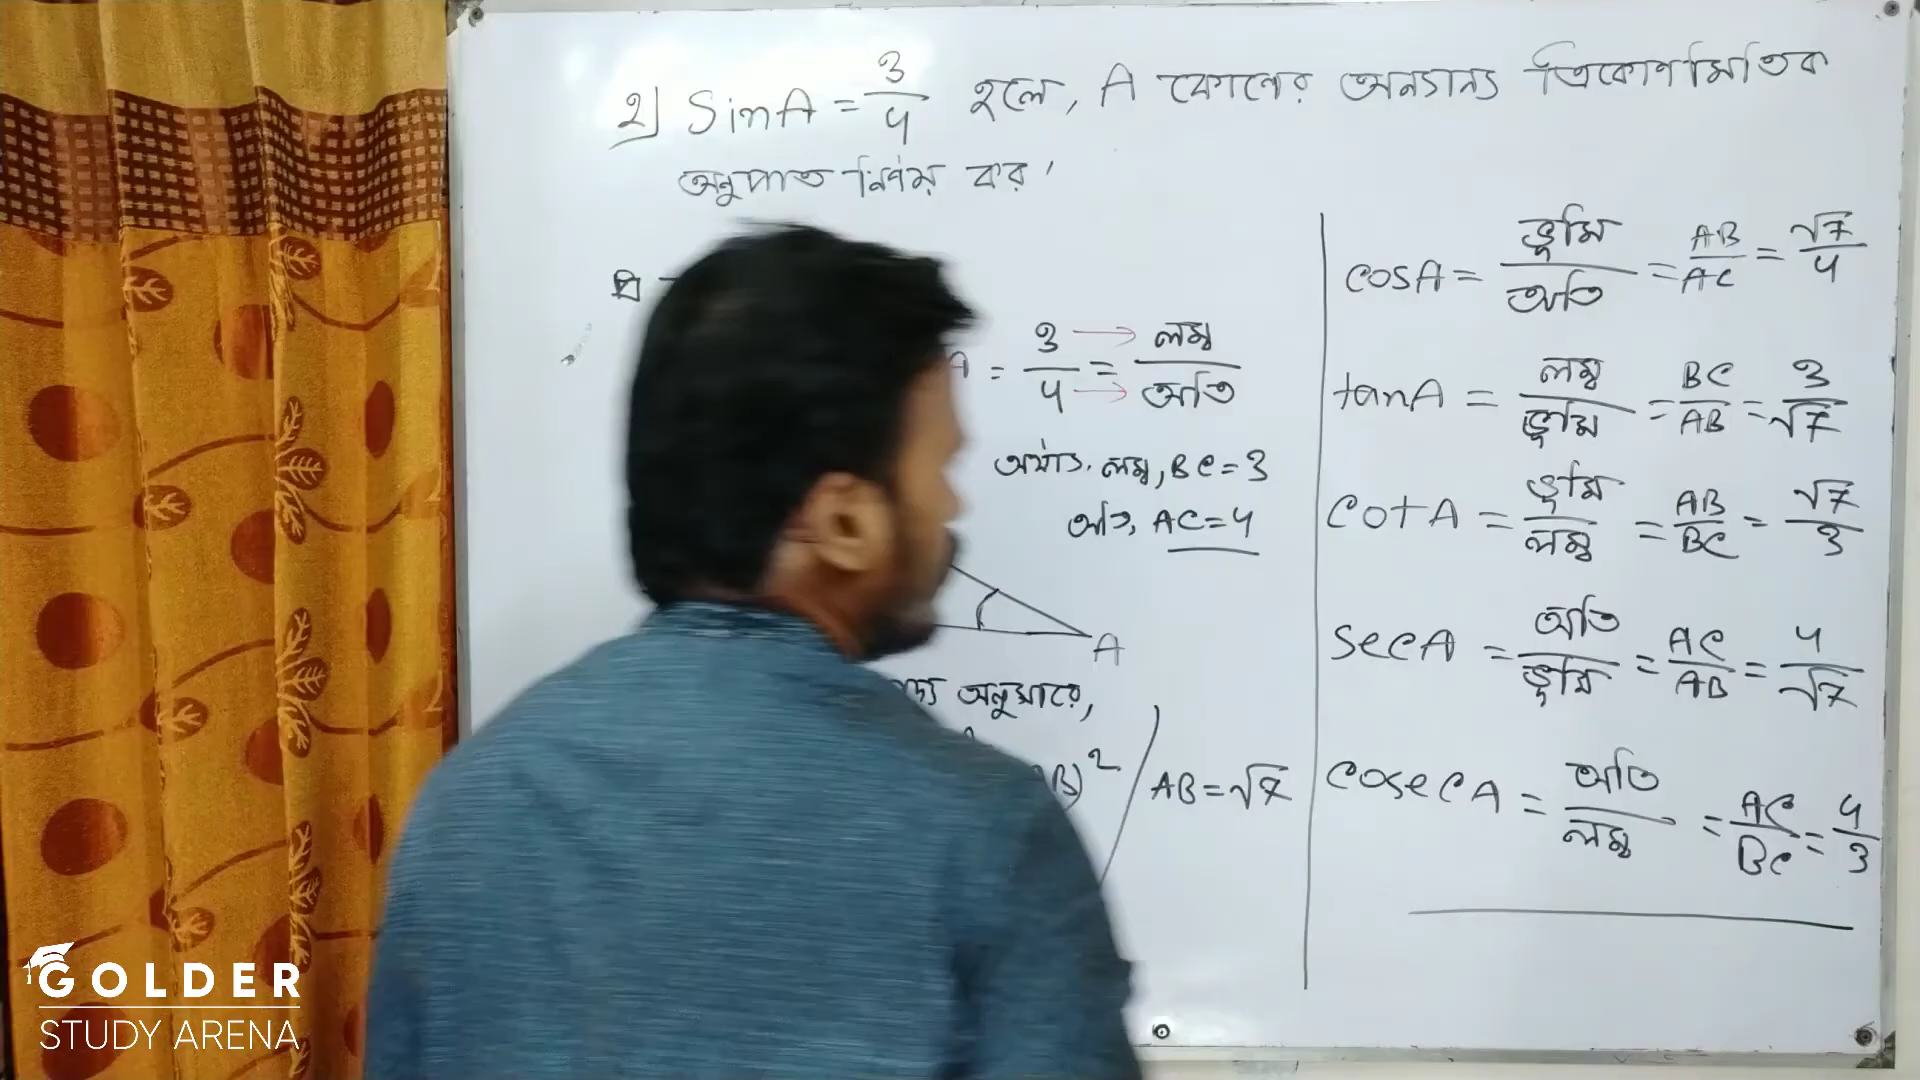 ২) SinA = 3/4 হলে, A কোণের অন্যান্য ত্রিকোণমিতিক
অনুপাত নির্ণয় কর।
A = 3/4 = লম্ব/অতি
অর্থাৎ, লম্ব, BC = 3
অতি, AC = 4
A
অনুসারে,
B)² / AB = √7
cosA = ভূমি/অতি = AB/AC = √7/4
tanA = লম্ব/ভূমি = BC/AB = 3/√7
cotA = ভূমি/লম্ব = AB/BC = √7/3
secA = অতি/ভূমি = AC/AB = 4/√7
cosecA = অতি/লম্ব = AC/BC = 4/3
GOLDER
STUDY ARENA